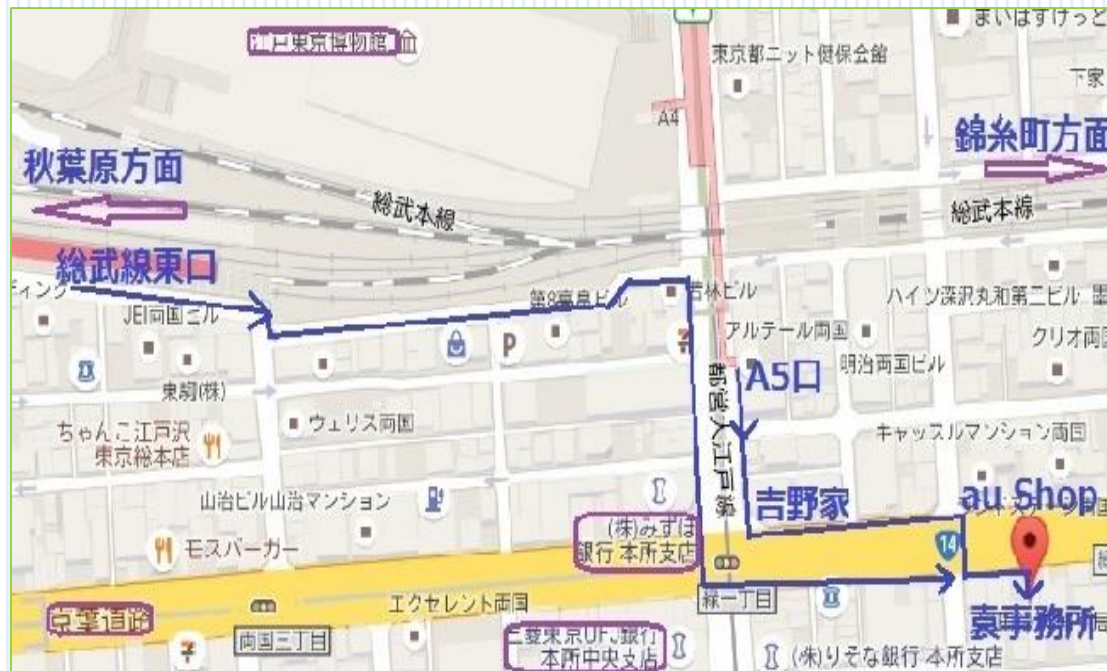 江戸東京博物館
まいばすけっと
東京都ニット健保会館
下家
A4
秋葉原方面
錦糸町方面
総武本線
総武本線
総武線東口
ィング
JEI両国ビル
若林ビル
ハイツ深沢丸和第二ビル
アルテール両国
クリオ両国
P
明治両国ビル
A5口
東駒(株)
都営大江戸線
ウェリス両国
ちゃんこ江戸沢
東京総本店
キャッスルマンション両国
山治ビル山治マンション
吉野家
au Shop
(株)みずほ
銀行 本所支店
モスバーガー
14
エクセレント両国
緑一丁目
京葉道路
袁事務所
両国三丁目
三菱東京UFJ銀行
本所中央支店
(株)りそな銀行 本所支店